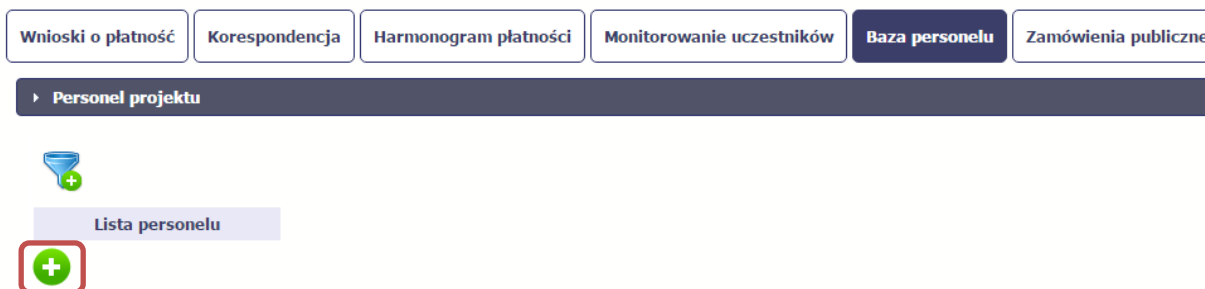 Wnioski o płatność Korespondencja Harmonogram płatności Monitorowanie uczestników Baza personelu Zamówienia publiczne
Personel projektu
Lista personelu